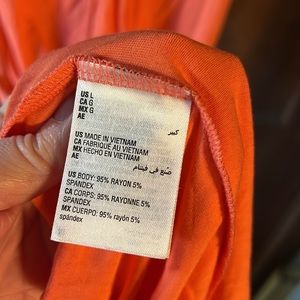 US L
CA G
MX G
AE كبير
US MADE IN VIETNAM
CA FABRIQUÉ AU VIETNAM
MX HECHO EN VIETNAM
AE صنع في فيتنام
US BODY: 95% RAYON 5%
SPANDEX
CA CORPS: 95% RAYONNE 5%
SPANDEX
MX CUERPO: 95% rayón 5%
spándex